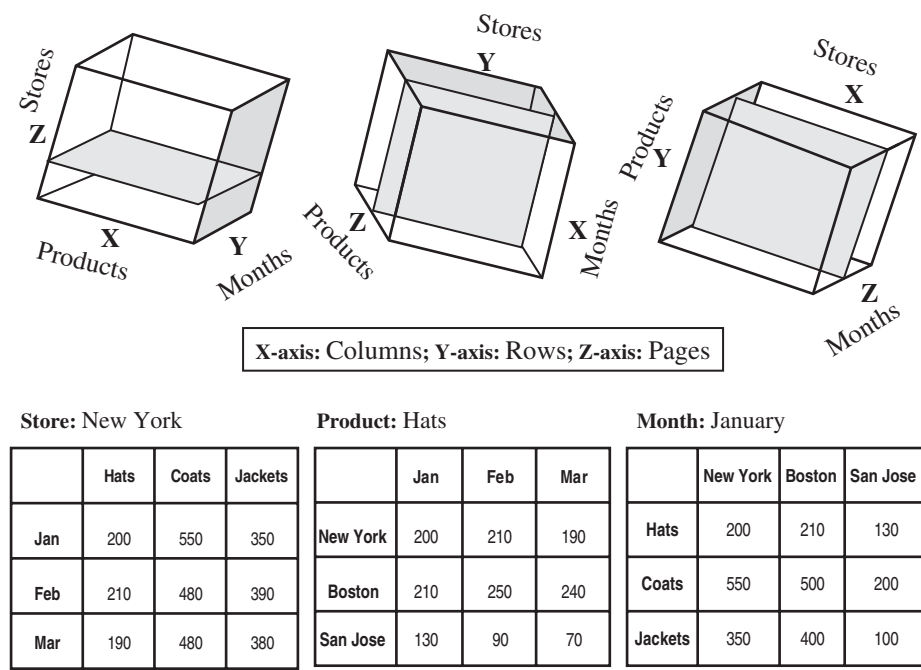 Stores
Z
X
Products
Y
Months
Stores
Y
Products
Z
X
Months
Stores
X
Products
Y
Z
Months
X-axis: Columns; Y-axis: Rows; Z-axis: Pages
Store: New York
Hats Coats Jackets
Jan 200 550 350
Feb 210 480 390
Mar 190 480 380
Product: Hats
Jan Feb Mar
New York 200 210 190
Boston 210 250 240
San Jose 130 90 70
Month: January
New York Boston San Jose
Hats 200 210 130
Coats 550 500 200
Jackets 350 400 100